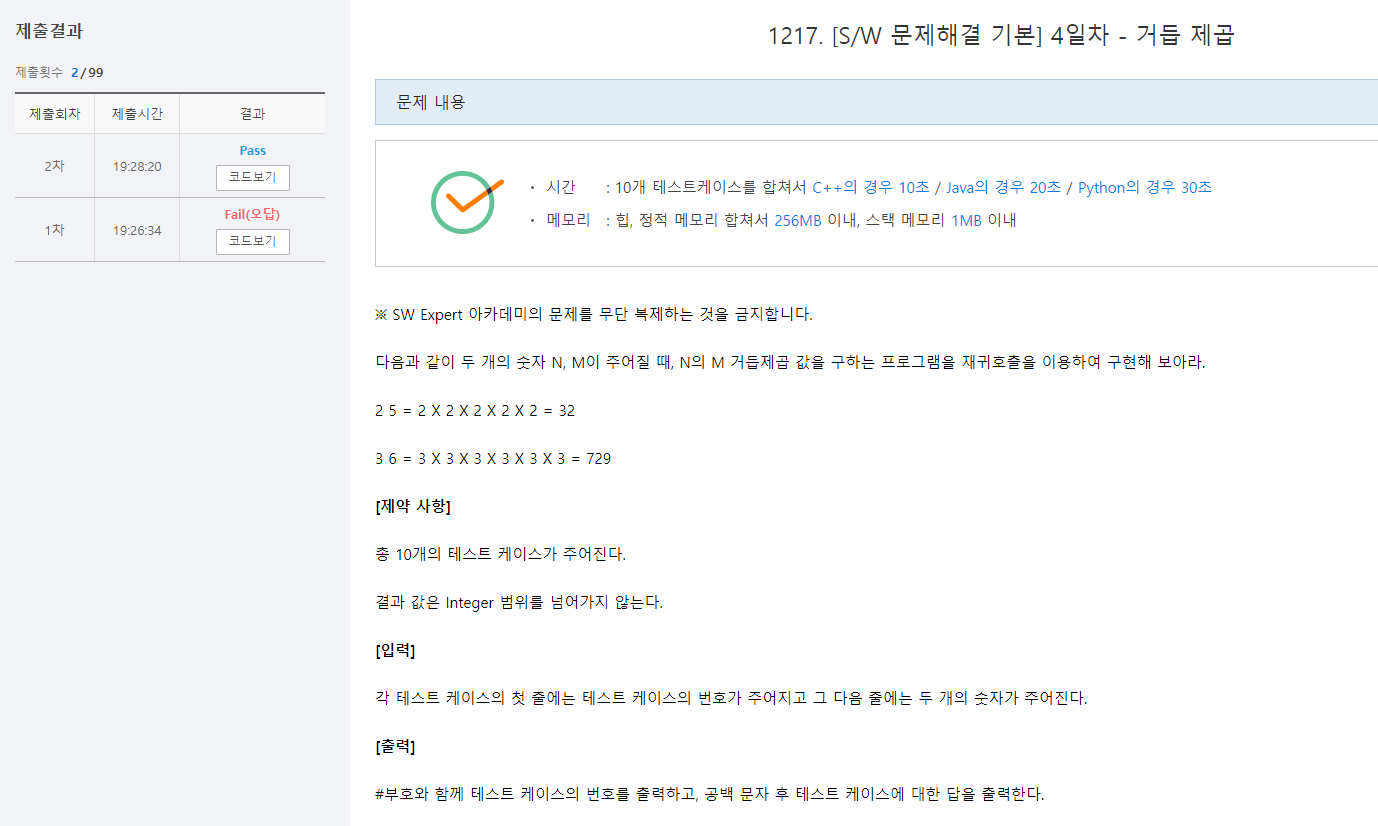 제출결과
제출횟수 2/99
제출회차 제출시간 결과
2차 19:28:20 Pass
코드보기
1차 19:26:34 Fail(오답)
코드보기
1217. [S/W 문제해결 기본] 4일차 - 거듭 제곱
문제 내용
• 시간 : 10개 테스트케이스를 합쳐서 C++의 경우 10초 / Java의 경우 20초 / Python의 경우 30초
• 메모리 : 힙, 정적 메모리 합쳐서 256MB 이내, 스택 메모리 1MB 이내
※ SW Expert 아카데미의 문제를 무단 복제하는 것을 금지합니다.
다음과 같이 두 개의 숫자 N, M이 주어질 때, N의 M 거듭제곱 값을 구하는 프로그램을 재귀호출을 이용하여 구현해 보아라.
2 5 = 2 X 2 X 2 X 2 X 2 = 32
3 6 = 3 X 3 X 3 X 3 X 3 X 3 = 729
[제약 사항]
총 10개의 테스트 케이스가 주어진다.
결과 값은 Integer 범위를 넘어가지 않는다.
[입력]
각 테스트 케이스의 첫 줄에는 테스트 케이스의 번호가 주어지고 그 다음 줄에는 두 개의 숫자가 주어진다.
[출력]
#부호와 함께 테스트 케이스의 번호를 출력하고, 공백 문자 후 테스트 케이스에 대한 답을 출력한다.